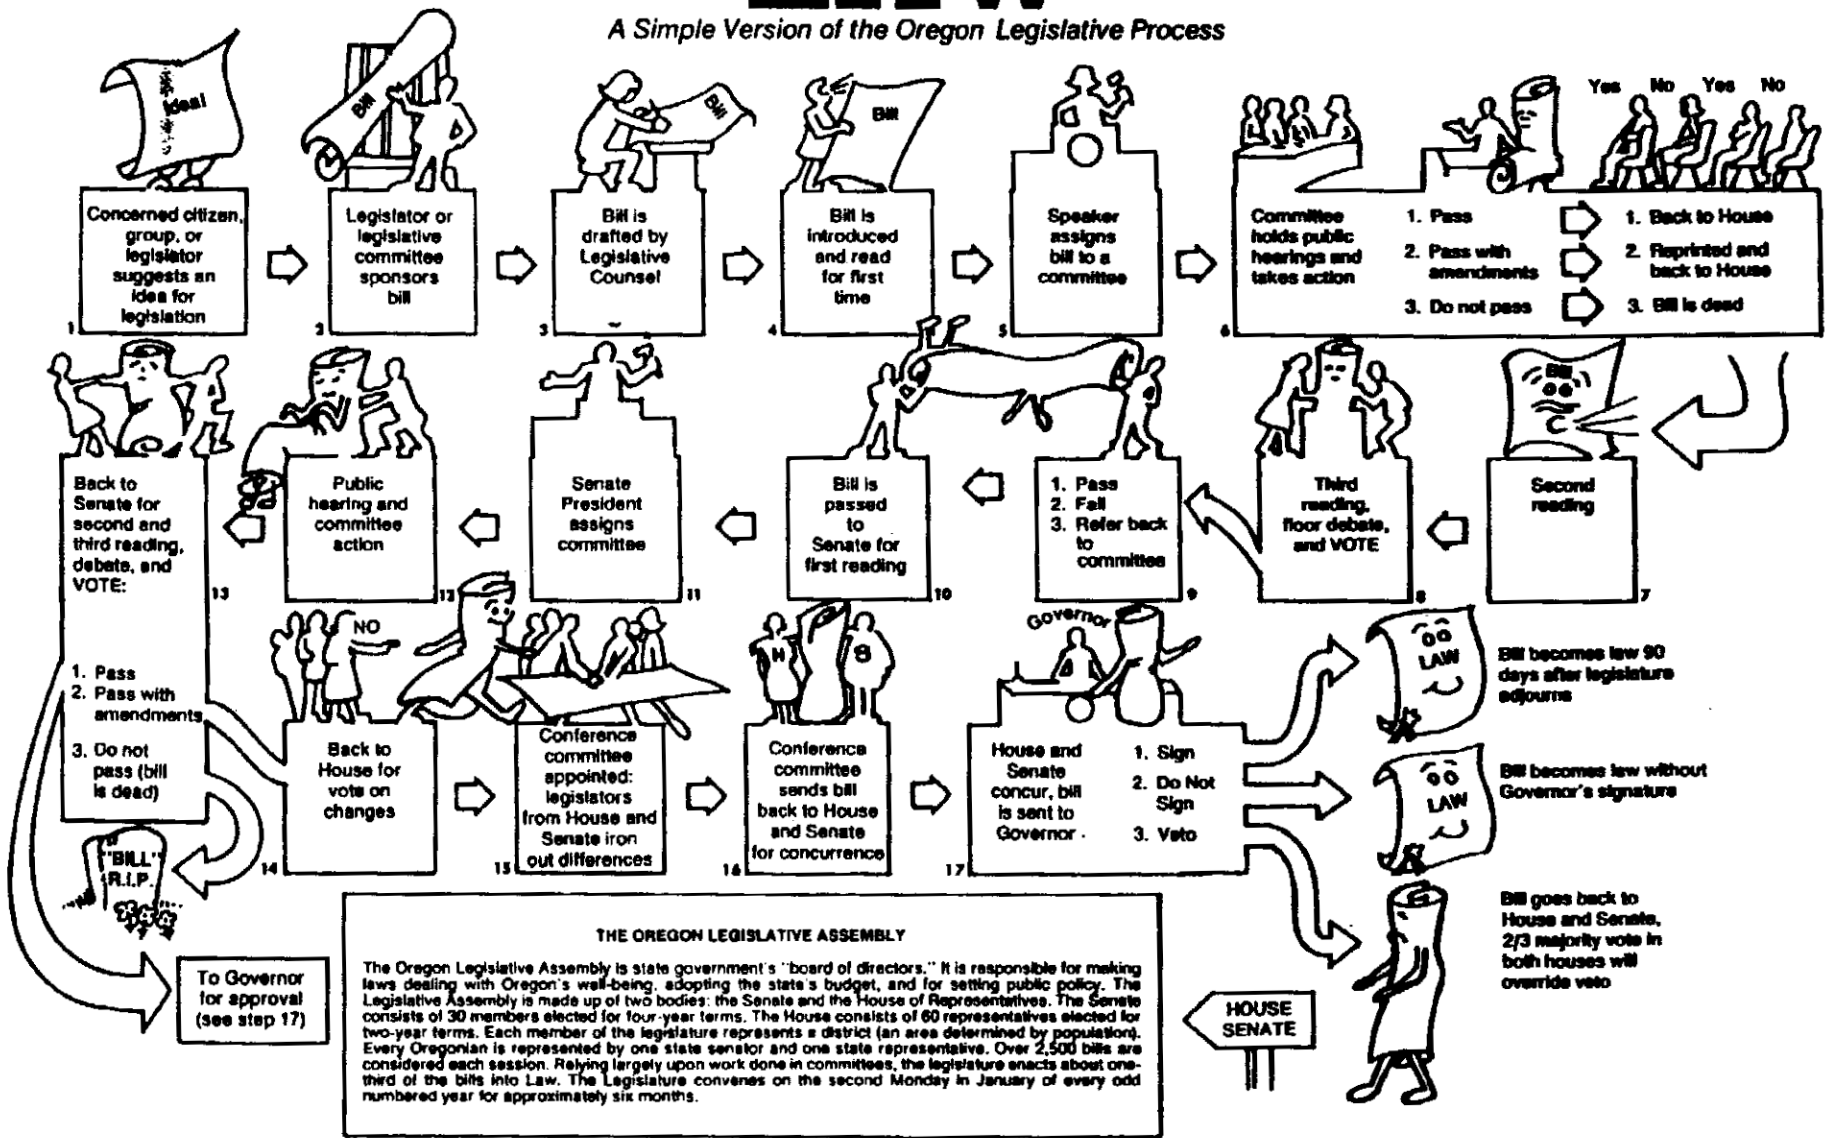 A Simple Version of the Oregon Legislative Process
Ideal
Bill
Bill
Bill
Yes No Yes No
Concerned citizen,
group, or
legislator
suggests an
idea for
legislation
1
Legislator or
legislative
committee
sponsors
bill
2
Bill is
drafted by
Legislative
Counsel
3
Bill is
introduced
and read
for first
time
4
Speaker
assigns
bill to a
committee
5
Committee
holds public
hearings and
takes action
1. Pass
2. Pass with
amendments
3. Do not pass
1. Back to House
2. Reprinted and
back to House
3. Bill is dead
6
Bill
Second
reading
7
Third
reading,
floor debate,
and VOTE
8
1. Pass
2. Fail
3. Refer back
to
committee
9
Bill is
passed
to
Senate for
first reading
10
Senate
President
assigns
committee
11
Public
hearing and
committee
action
12
Back to
Senate for
second and
third reading,
debate, and
VOTE:
13
1. Pass
2. Pass with
amendments
3. Do not
pass (bill
is dead)
"BILL"
R.I.P.
To Governor
for approval
(see step 17)
NO
Back to
House for
vote on
changes
14
Conference
committee
appointed:
legislators
from House and
Senate iron
out differences
15
H S
Conference
committee
sends bill
back to House
and Senate
for concurrence
16
Governor
House and
Senate
concur, bill
is sent to
Governor.
1. Sign
2. Do Not
Sign
3. Veto
17
LAW
Bill becomes law 90
days after legislature
adjourns
LAW
Bill becomes law without
Governor's signature
Bill goes back to
House and Senate,
2/3 majority vote in
both houses will
override veto
HOUSE
SENATE
THE OREGON LEGISLATIVE ASSEMBLY
The Oregon Legislative Assembly is state government's "board of directors." It is responsible for making
laws dealing with Oregon's well-being, adopting the state's budget, and for setting public policy. The
Legislative Assembly is made up of two bodies: the Senate and the House of Representatives. The Senate
consists of 30 members elected for four-year terms. The House consists of 60 representatives elected for
two-year terms. Each member of the legislature represents a district (an area determined by population).
Every Oregonian is represented by one state senator and one state representative. Over 2,500 bills are
considered each session. Relying largely upon work done in committees, the legislature enacts about one-
third of the bills into Law. The Legislature convenes on the second Monday in January of every odd
numbered year for approximately six months.